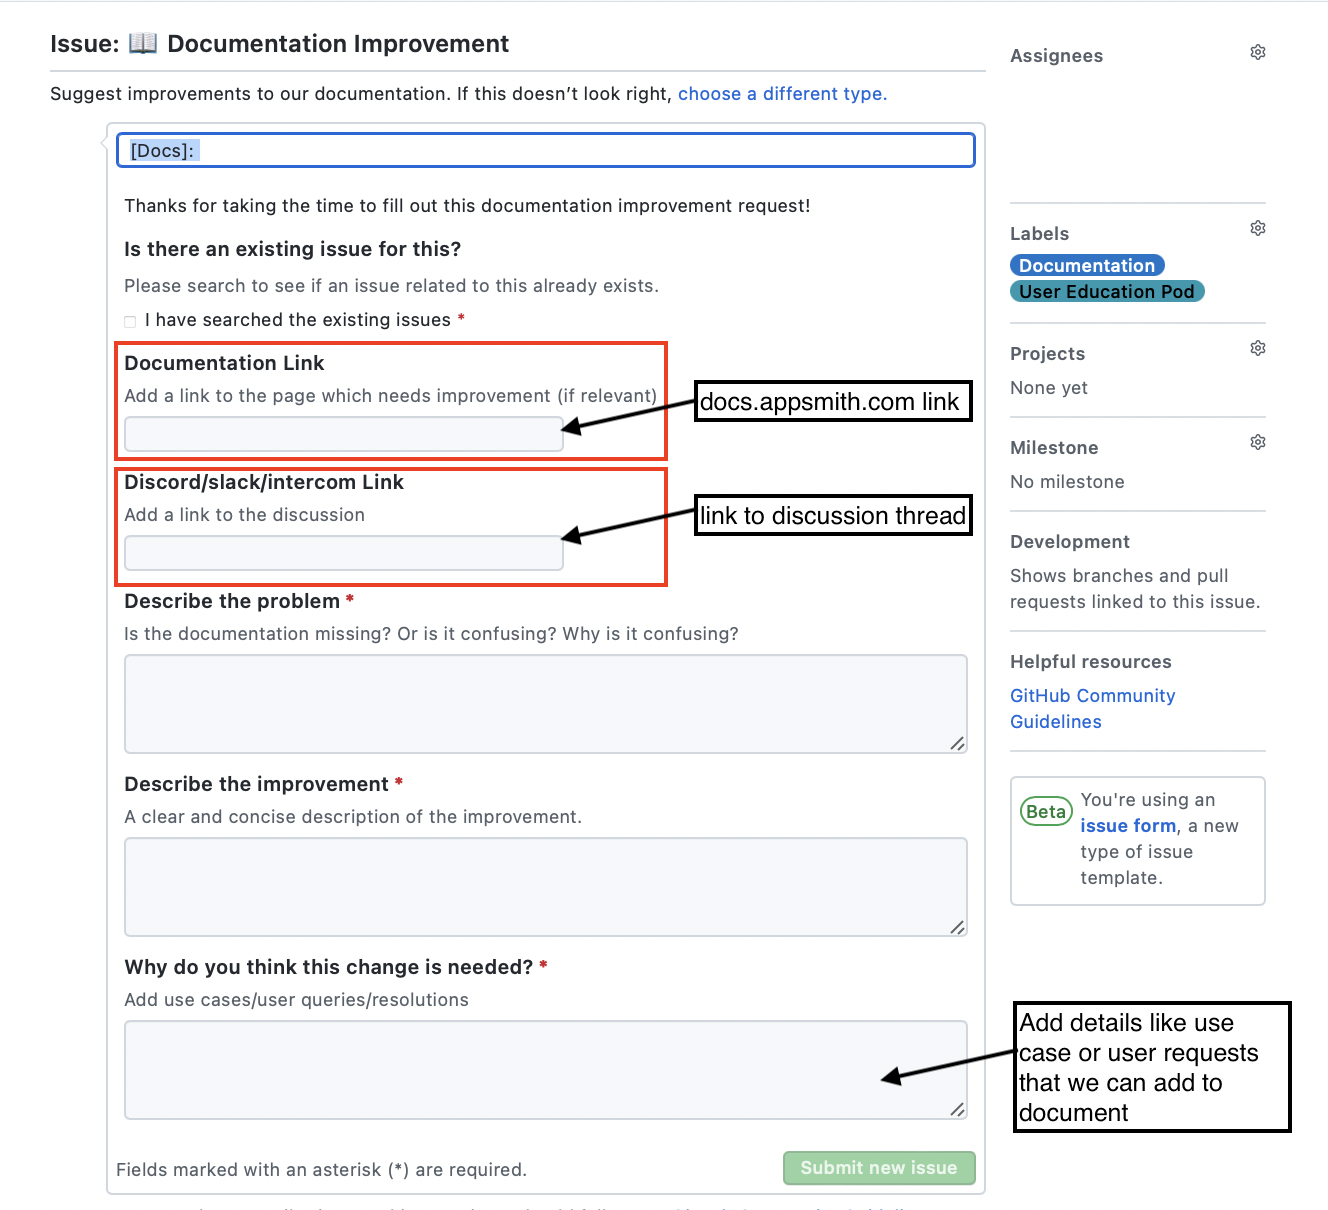 Issue: 📖 Documentation Improvement
Suggest improvements to our documentation. If this doesn’t look right, choose a different type.
[Docs]:
Thanks for taking the time to fill out this documentation improvement request!
Is there an existing issue for this?
Please search to see if an issue related to this already exists.
I have searched the existing issues *
Documentation Link
Add a link to the page which needs improvement (if relevant)
docs.appsmith.com link
Discord/slack/intercom Link
Add a link to the discussion
link to discussion thread
Describe the problem *
Is the documentation missing? Or is it confusing? Why is it confusing?
Describe the improvement *
A clear and concise description of the improvement.
Why do you think this change is needed? *
Add use cases/user queries/resolutions
Fields marked with an asterisk (*) are required.
Submit new issue
Assignees
Labels
Documentation
User Education Pod
Projects
None yet
Milestone
No milestone
Development
Shows branches and pull
requests linked to this issue.
Helpful resources
GitHub Community
Guidelines
Beta
You're using an
issue form, a new
type of issue
template.
Add details like use
case or user requests
that we can add to
document